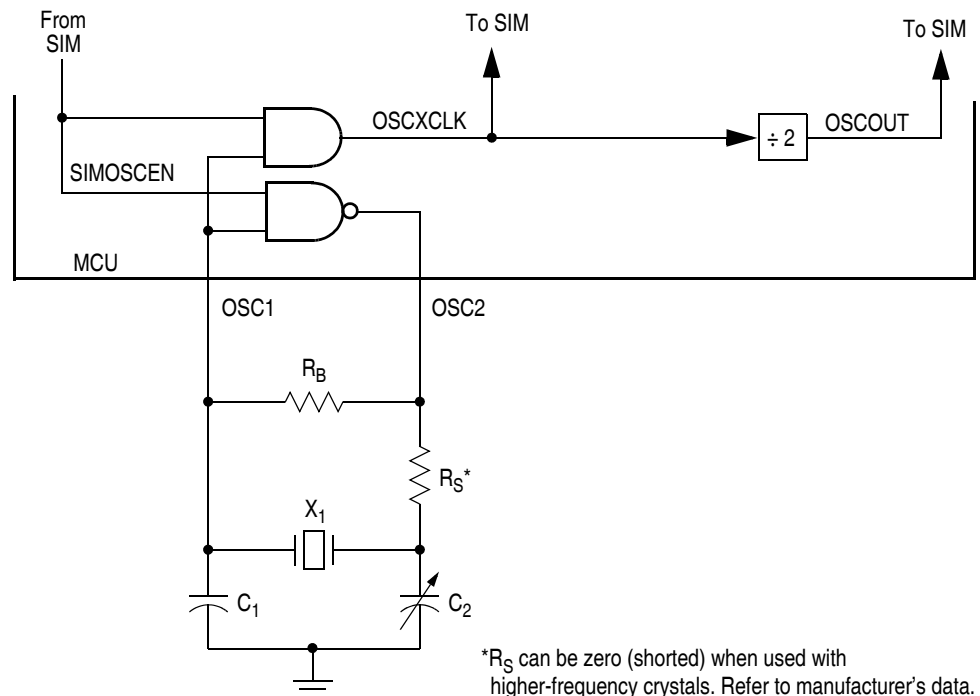 From
SIM
To SIM
To SIM
OSCXCLK
÷ 2
OSCOUT
SIMOSCEN
MCU
OSC1
OSC2
R_B
R_S*
X_1
C_1
C_2
*R_S can be zero (shorted) when used with
higher-frequency crystals. Refer to manufacturer's data.